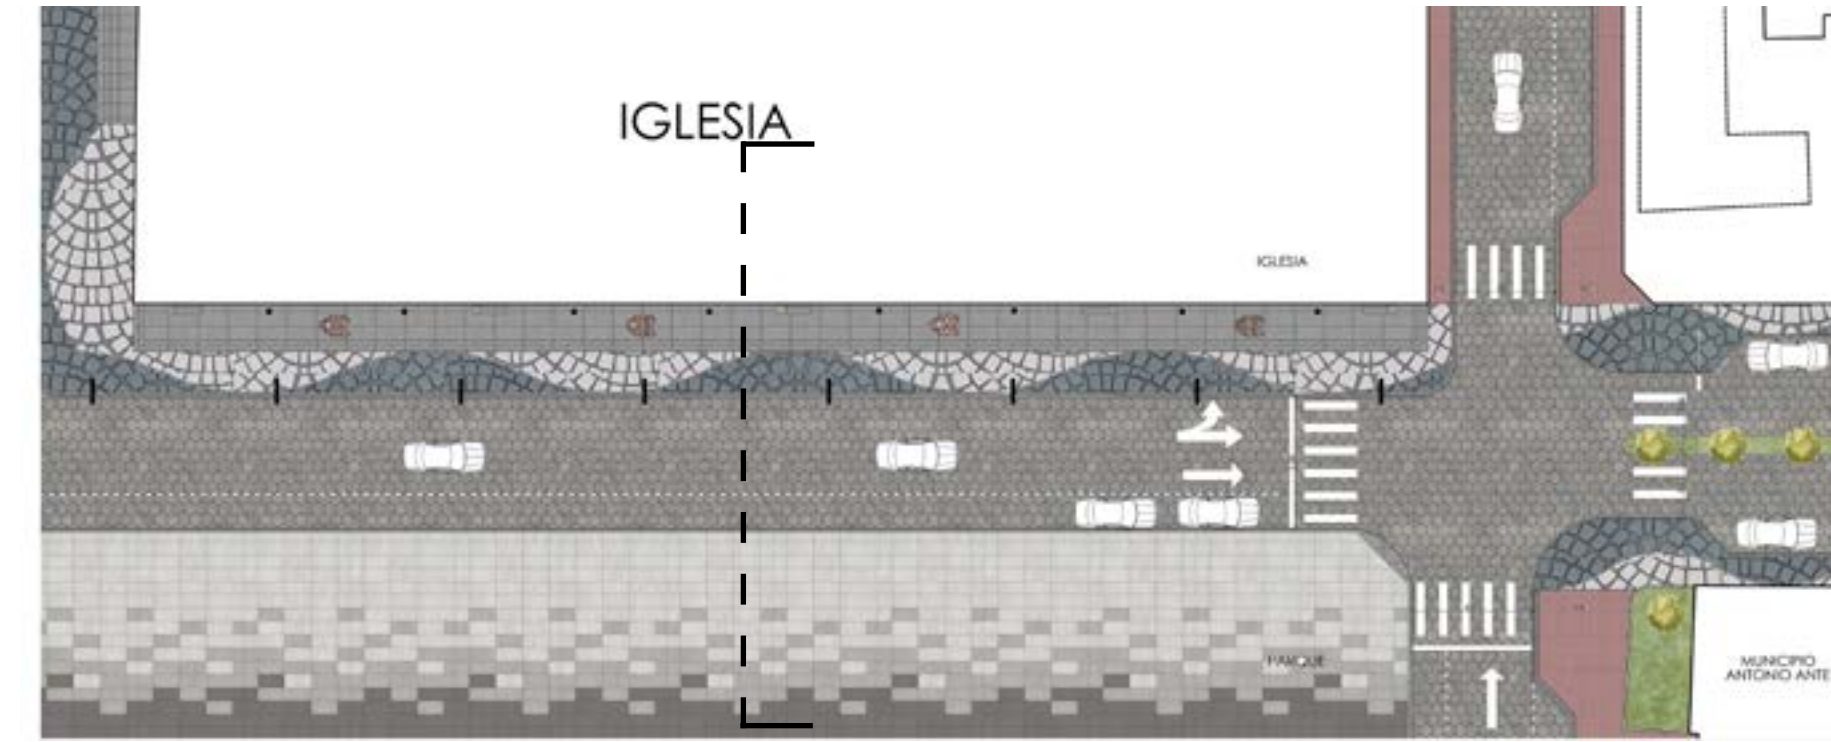 IGLESIA
IGLESIA
PARQUE
MUNICIPIO
ANTONIO ANTE